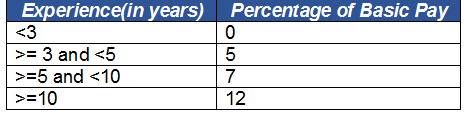 Experience(in years) Percentage of Basic Pay
<3 0
>= 3 and <5 5
>=5 and <10 7
>=10 12